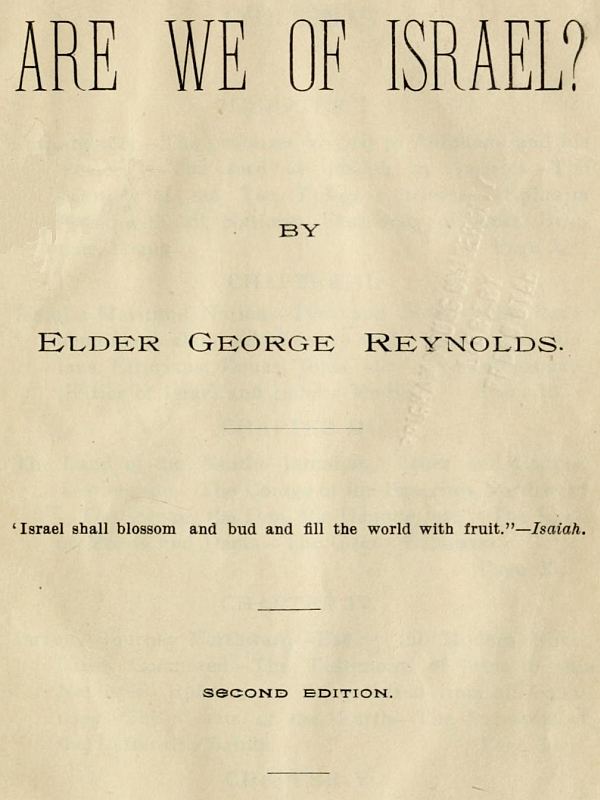 ARE WE OF ISRAEL?
BY
ELDER GEORGE REYNOLDS.
'Israel shall blossom and bud and fill the world with fruit."—Isaiah.
SECOND EDITION.